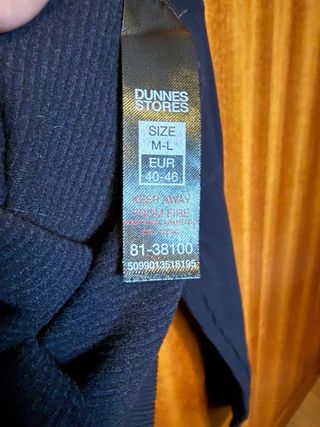 DUNNES
STORES
SIZE
M-L
EUR
40-46
KEEP AWAY
FROM FIRE
81-38100
5099013518195